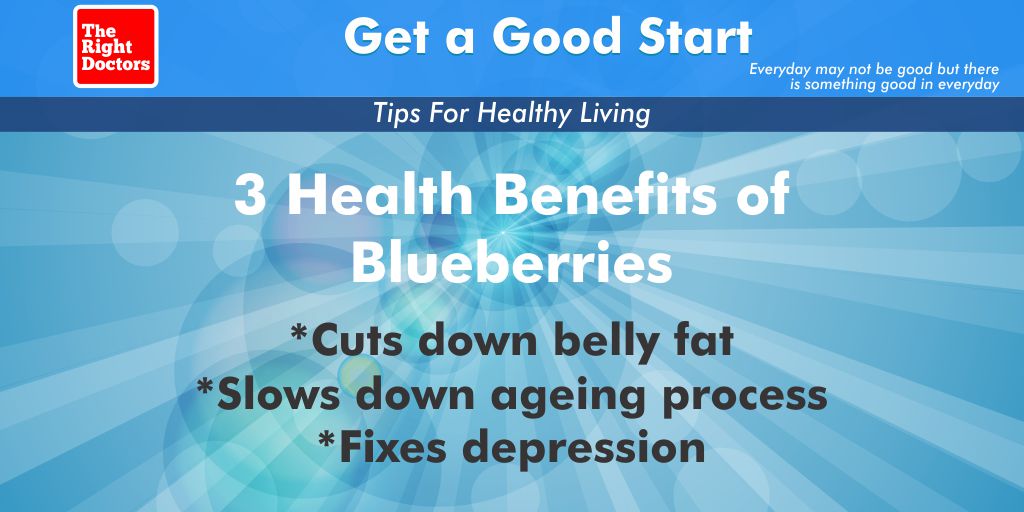 The
Right
Doctors
Get a Good Start
Everyday may not be good but there
is something good in everyday
Tips For Healthy Living
3 Health Benefits of
Blueberries
*Cuts down belly fat
*Slows down ageing process
*Fixes depression